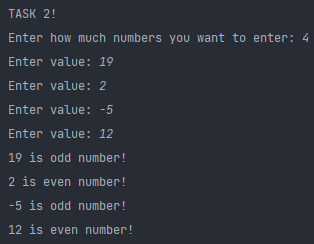 TASK 2!
Enter how much numbers you want to enter: 4
Enter value: 19
Enter value: 2
Enter value: -5
Enter value: 12
19 is odd number!
2 is even number!
-5 is odd number!
12 is even number!